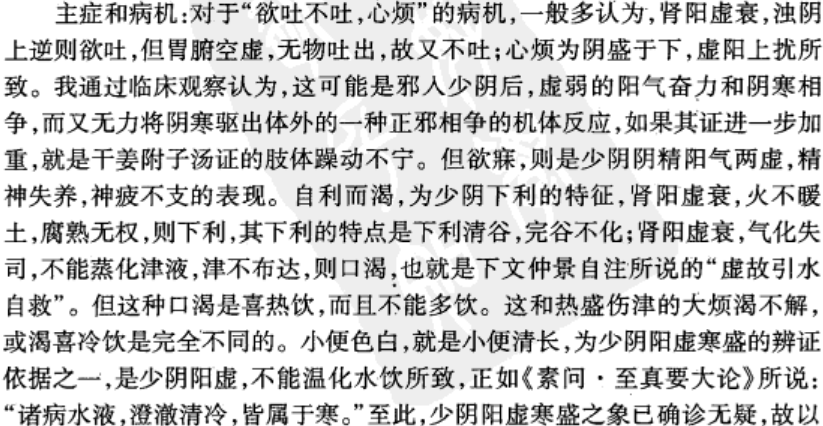 主症和病机:对于“欲吐不吐,心烦”的病机,一般多认为,肾阳虚衰,浊阴
上逆则欲吐,但胃腑空虚,无物吐出,故又不吐;心烦为阴盛于下,虚阳上扰所
致。我通过临床观察认为,这可能是邪入少阴后,虚弱的阳气奋力和阴寒相
争,而又无力将阴寒驱出体外的一种正邪相争的机体反应,如果其证进一步加
重,就是干姜附子汤证的肢体躁动不宁。但欲寐,则是少阴阴精阳气两虚,精
神失养,神疲不支的表现。自利而渴,为少阴下利的特征,肾阳虚衰,火不暖
土,腐熟无权,则下利,其下利的特点是下利清谷,完谷不化;肾阳虚衰,气化失
司,不能蒸化津液,津不布达,则口渴,也就是下文仲景自注所说的“虚故引水
自救”。但这种口渴是喜热饮,而且不能多饮。这和热盛伤津的大烦渴不解,
或渴喜冷饮是完全不同的。小便色白,就是小便清长,为少阴阳虚寒盛的辨证
依据之一,是少阴阳虚,不能温化水饮所致,正如《素问·至真要大论》所说:
“诸病水液,澄澈清冷,皆属于寒。”至此,少阴阳虚寒盛之象已确诊无疑,故以